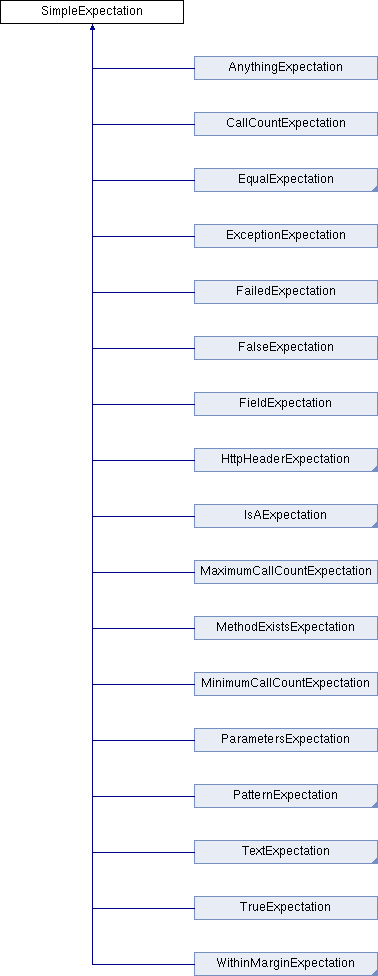 SimpleExpectation
AnythingExpectation
CallCountExpectation
EqualExpectation
ExceptionExpectation
FailedExpectation
FalseExpectation
FieldExpectation
HttpHeaderExpectation
IsAExpectation
MaximumCallCountExpectation
MethodExistsExpectation
MinimumCallCountExpectation
ParametersExpectation
PatternExpectation
TextExpectation
TrueExpectation
WithinMarginExpectation